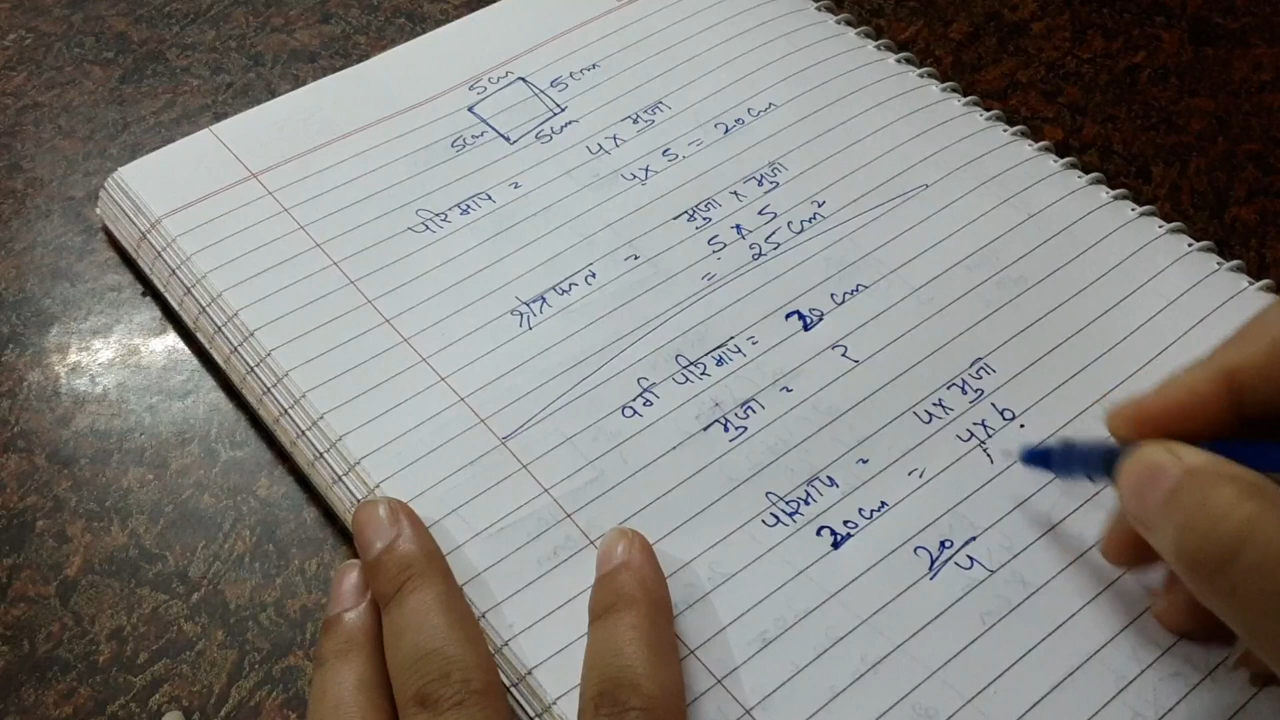 5cm
5cm
5cm
5cm
परिमाप = 4 x भुजा
4 x 5 = 20 cm
क्षेत्रफल = भुजा x भुजा
5 x 5
= 25 cm²
वर्ग परिमाप = 20 cm
भुजा = ?
परिमाप = 4 x भुजा
20 cm = 4 x b
20/4